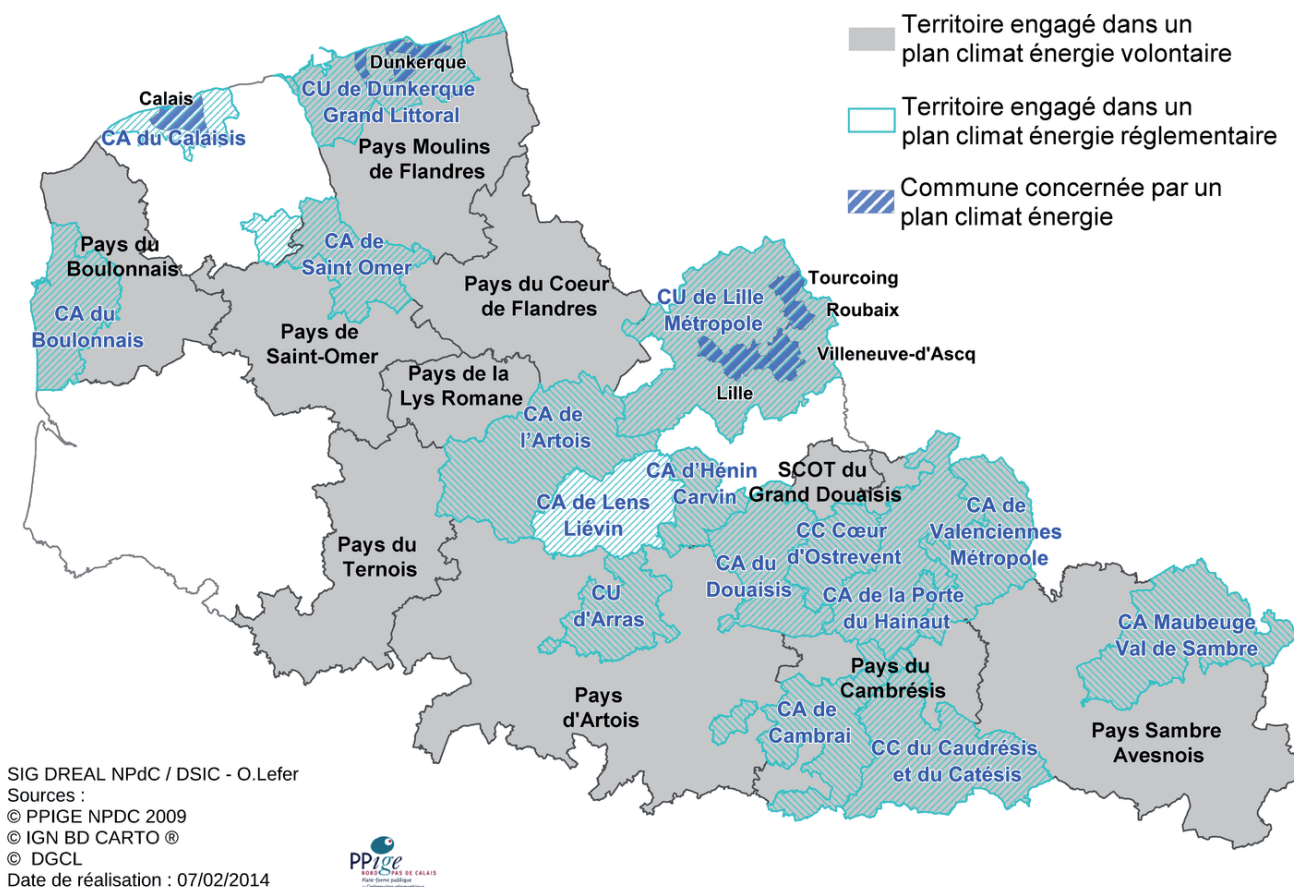 Territoire engagé dans un
plan climat énergie volontaire
Territoire engagé dans un
plan climat énergie réglementaire
Commune concernée par un
plan climat énergie
Dunkerque
CU de Dunkerque
Grand Littoral
Calais
CA du Calaisis
Pays Moulins
de Flandres
Pays du
Boulonnais
CA de
Saint Omer
CA du
Boulonnais
Pays du Coeur
de Flandres
Pays de
Saint-Omer
CU de Lille
Métropole
Tourcoing
Roubaix
Villeneuve-d'Ascq
Lille
Pays de la
Lys Romane
CA de
l'Artois
CA d'Hénin
Carvin
SCOT du
Grand Douaisis
CA de Lens
Liévin
CA de
Valenciennes
Métropole
CC Cœur
d'Ostrevent
Pays du
Ternois
CA du
Douaisis
CU
d'Arras
CA de la Porte
du Hainaut
CA Maubeuge
Val de Sambre
Pays du
Cambrésis
Pays
d'Artois
CA de
Cambrai
CC du Caudrésis
et du Catésis
Pays Sambre
Avesnois
SIG DREAL NPdC / DSIC - O.Lefer
Sources :
© PPIGE NPDC 2009
© IGN BD CARTO ®
© DGCL
Date de réalisation : 07/02/2014
PPige
NORD PAS DE CALAIS
Plate-forme publique